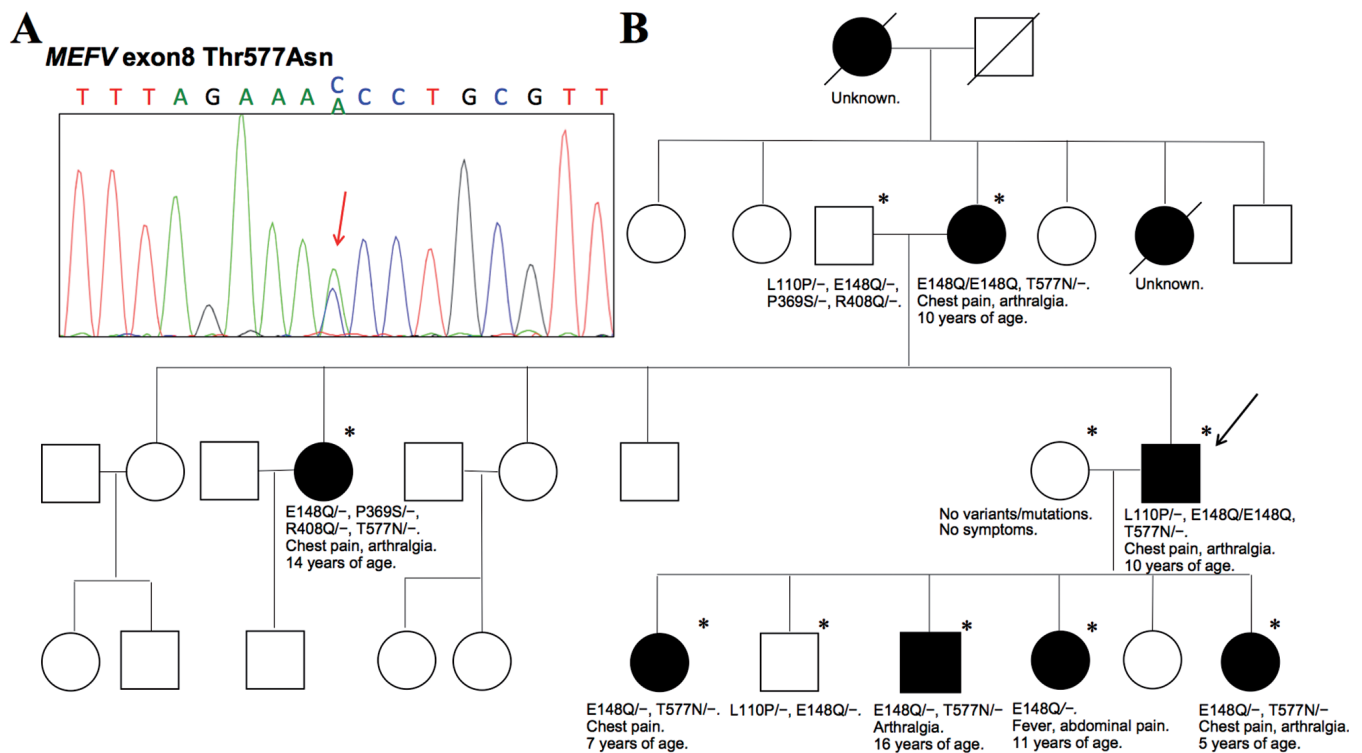 A
MEFV exon8 Thr577Asn
T T T A G A A A C C C T G C G T T
A
B
Unknown.
*
*
L110P/−, E148Q/−,
P369S/−, R408Q/−.
E148Q/E148Q, T577N/−.
Chest pain, arthralgia.
10 years of age.
Unknown.
*
E148Q/−, P369S/−,
R408Q/−, T577N/−.
Chest pain, arthralgia.
14 years of age.
*
No variants/mutations.
No symptoms.
*
L110P/−, E148Q/E148Q,
T577N/−.
Chest pain, arthralgia.
10 years of age.
*
E148Q/−, T577N/−.
Chest pain.
7 years of age.
*
L110P/−, E148Q/−.
*
E148Q/−, T577N/−
Arthralgia.
16 years of age.
*
E148Q/−.
Fever, abdominal pain.
11 years of age.
*
E148Q/−, T577N/−
Chest pain, arthralgia.
5 years of age.